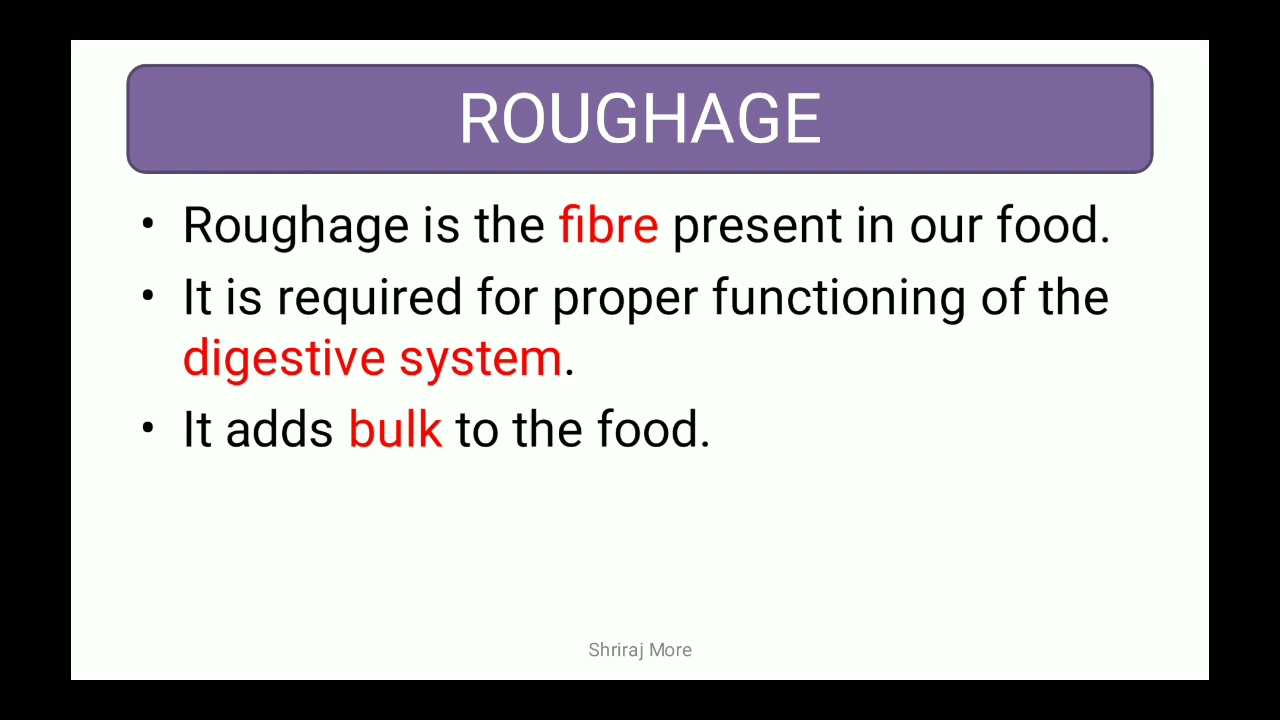 ROUGHAGE
• Roughage is the fibre present in our food.
• It is required for proper functioning of the
digestive system.
• It adds bulk to the food.
Shriraj More